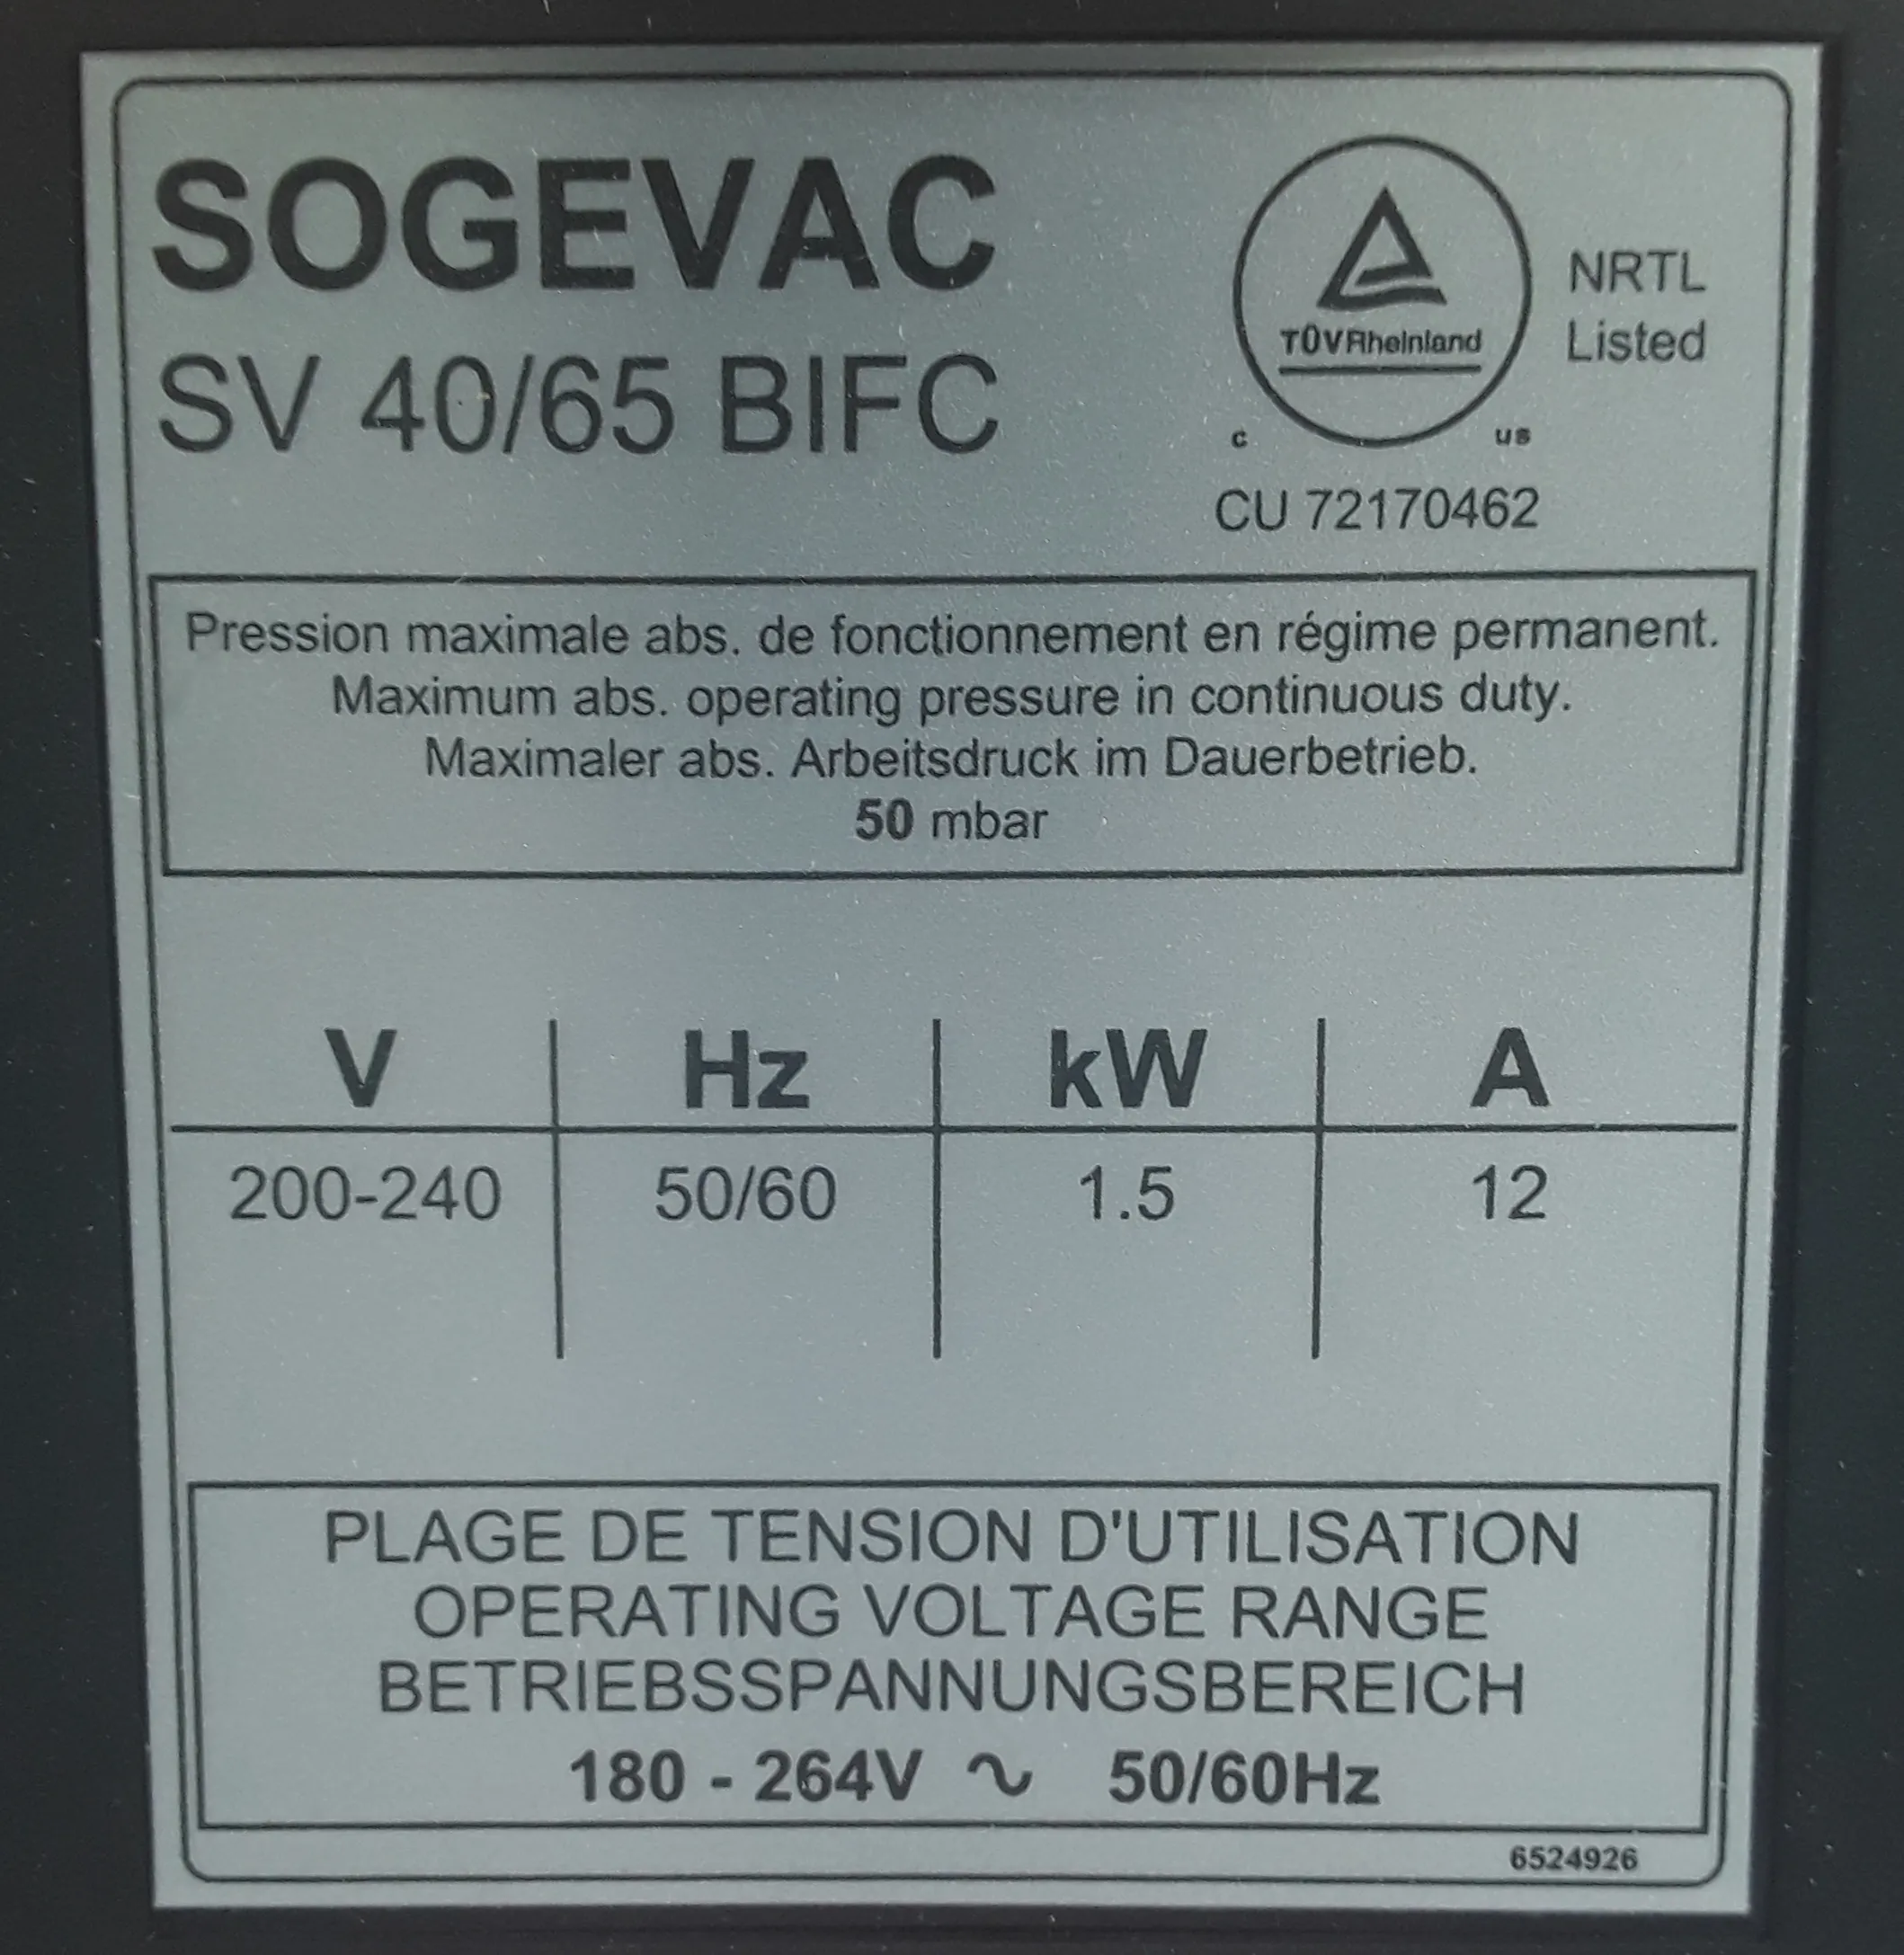 SOGEVAC
SV 40/65 BIFC
TÜVRheinland
NRTL
Listed
c us
CU 72170462
Pression maximale abs. de fonctionnement en régime permanent.
Maximum abs. operating pressure in continuous duty.
Maximaler abs. Arbeitsdruck im Dauerbetrieb.
50 mbar
V Hz kW A
200-240 50/60 1.5 12
PLAGE DE TENSION D'UTILISATION
OPERATING VOLTAGE RANGE
BETRIEBSSPANNUNGSBEREICH
180 - 264V ∿ 50/60Hz
6524926